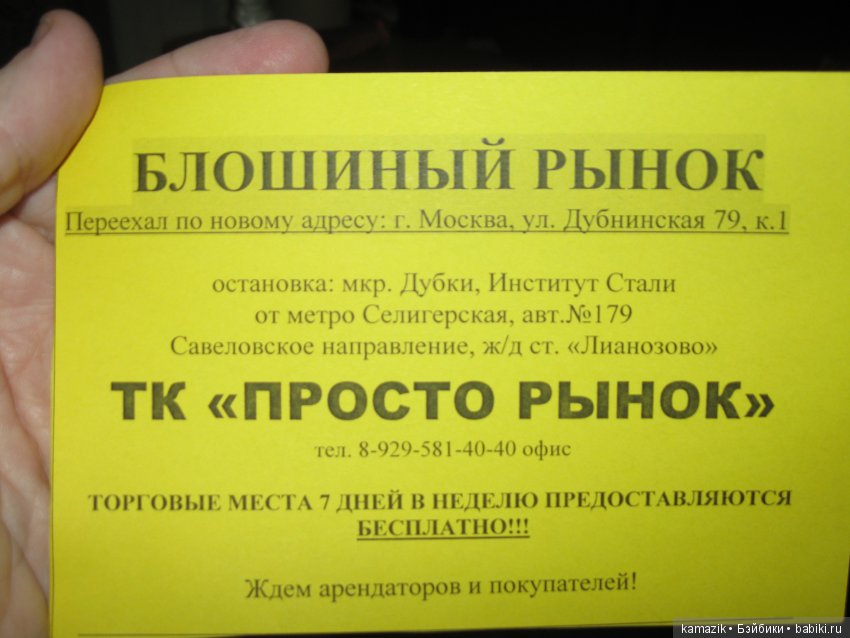 БЛОШИНЫЙ РЫНОК
Переехал по новому адресу: г. Москва, ул. Дубнинская 79, к.1
остановка: мкр. Дубки, Институт Стали
от метро Селигерская, авт.№179
Савеловское направление, ж/д ст. «Лианозово»
ТК «ПРОСТО РЫНОК»
тел. 8-929-581-40-40 офис
ТОРГОВЫЕ МЕСТА 7 ДНЕЙ В НЕДЕЛЮ ПРЕДОСТАВЛЯЮТСЯ
БЕСПЛАТНО!!!
Ждем арендаторов и покупателей!
kamazik • Бэйбики • babiki.ru